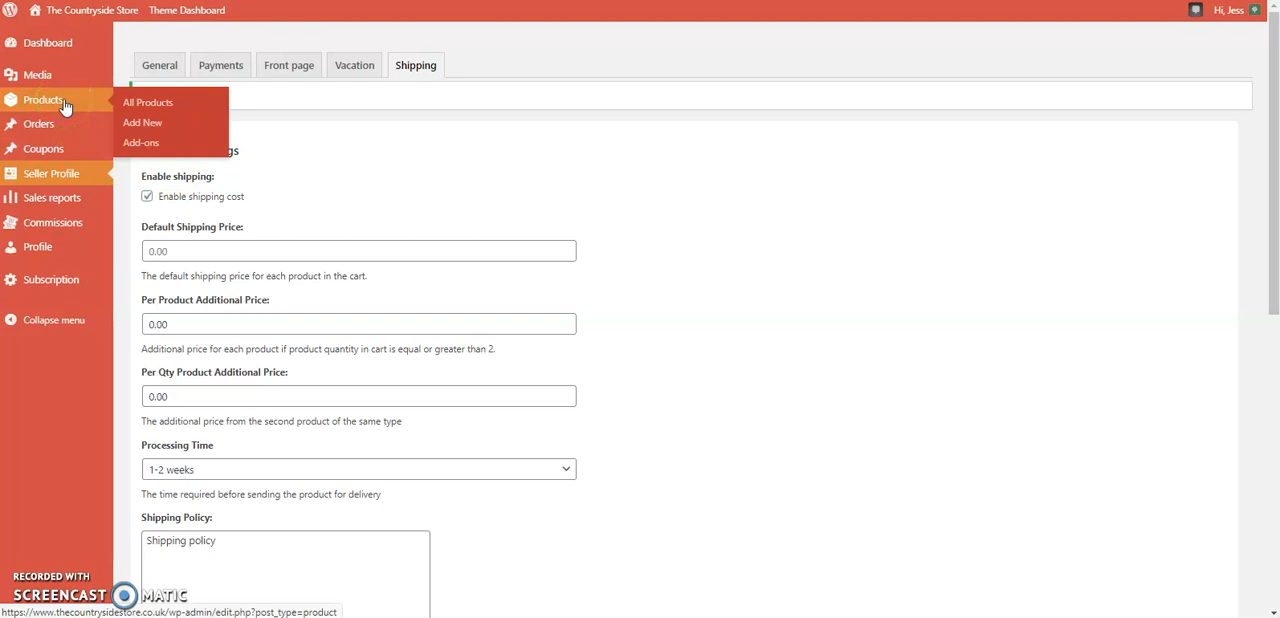 The Countryside Store Theme Dashboard Hi, Jess
Dashboard
Media
Products
Orders
Coupons
Seller Profile
Sales reports
Commissions
Profile
Subscription
Collapse menu
All Products
Add New
Add-ons
General Payments Front page Vacation Shipping
gs
Enable shipping:
Enable shipping cost
Default Shipping Price:
0.00
The default shipping price for each product in the cart.
Per Product Additional Price:
0.00
Additional price for each product if product quantity in cart is equal or greater than 2.
Per Qty Product Additional Price:
0.00
The additional price from the second product of the same type
Processing Time
1-2 weeks
The time required before sending the product for delivery
Shipping Policy:
Shipping policy
RECORDED WITH
SCREENCAST MATIC
https://www.thecountrysidestore.co.uk/wp-admin/edit.php?post_type=product